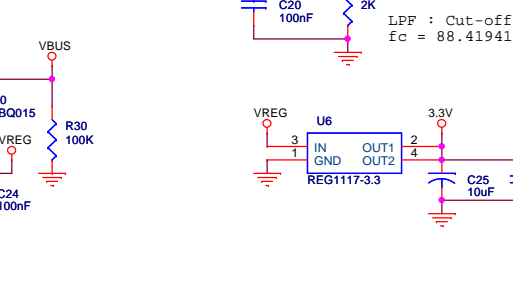 C20
100nF
2K
LPF : Cut-off
fc = 88.41941
VBUS
0
BQ015
R30
100K
VREG
C24
100nF
VREG
U6
3.3V
3
IN
OUT1
2
1
GND
OUT2
4
REG1117-3.3
C25
10uF